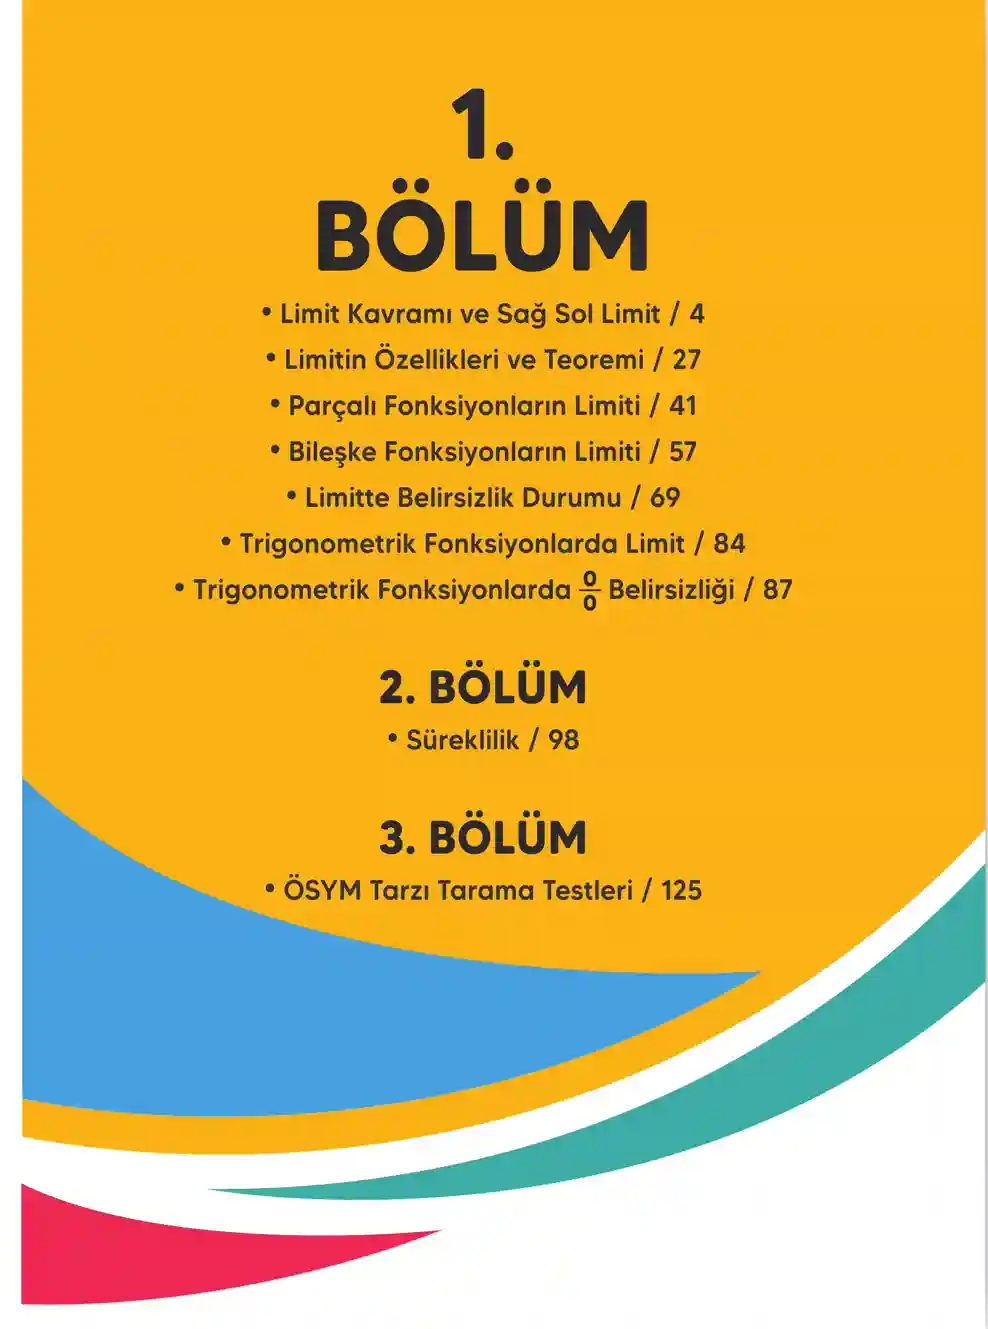 1.
BÖLÜM
• Limit Kavramı ve Sağ Sol Limit / 4
• Limitin Özellikleri ve Teoremi / 27
• Parçalı Fonksiyonların Limiti / 41
• Bileşke Fonksiyonların Limiti / 57
• Limitte Belirsizlik Durumu / 69
• Trigonometrik Fonksiyonlarda Limit / 84
• Trigonometrik Fonksiyonlarda 0/0 Belirsizliği / 87
2. BÖLÜM
• Süreklilik / 98
3. BÖLÜM
• ÖSYM Tarzı Tarama Testleri / 125